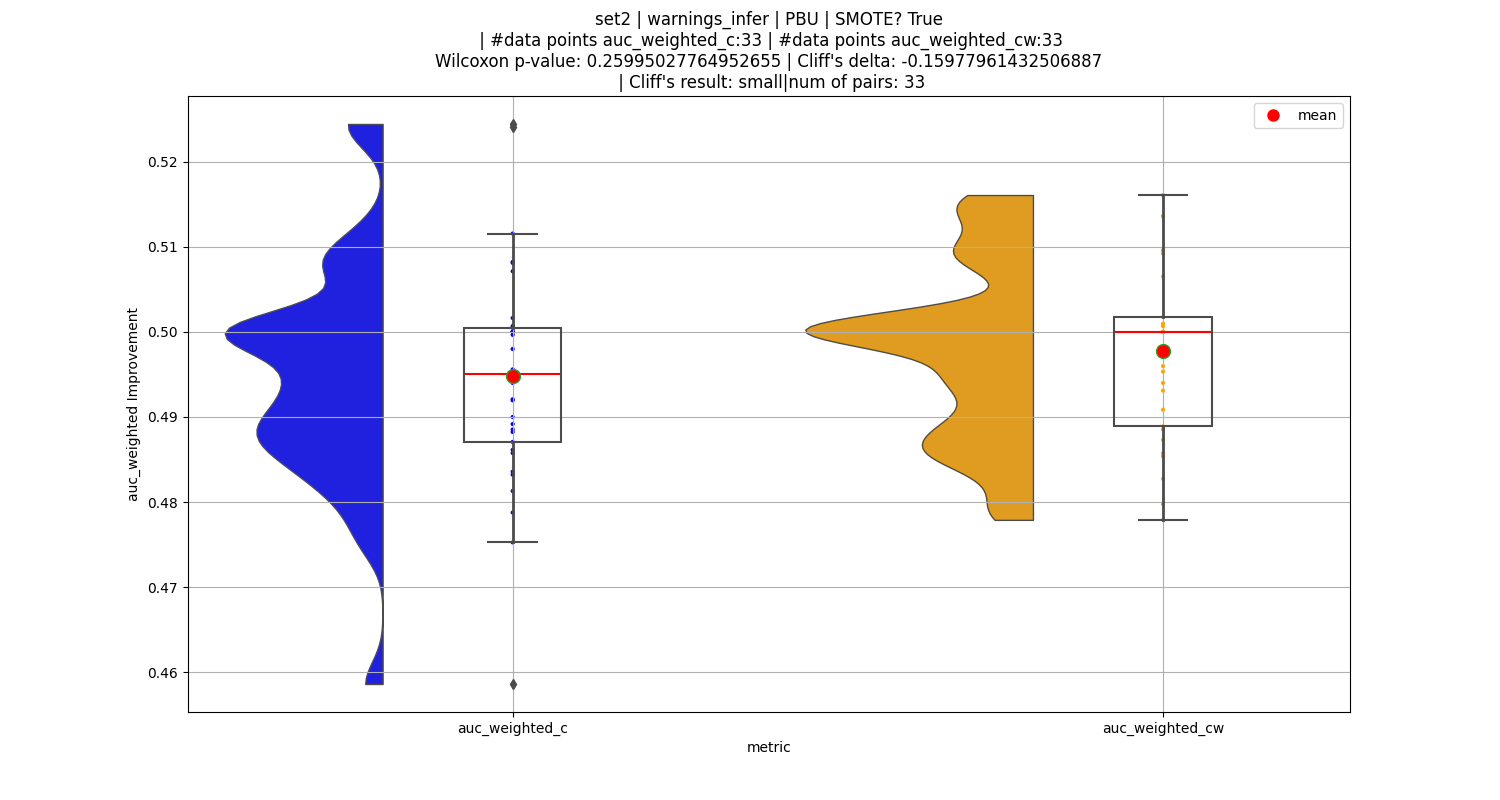 set2 | warnings_infer | PBU | SMOTE? True
| #data points auc_weighted_c:33 | #data points auc_weighted_cw:33
Wilcoxon p-value: 0.25995027764952655 | Cliff's delta: -0.15977961432506887
| Cliff's result: small|num of pairs: 33
mean
0.52
0.51
0.50
0.49
0.48
0.47
0.46
auc_weighted Improvement
auc_weighted_c
auc_weighted_cw
metric